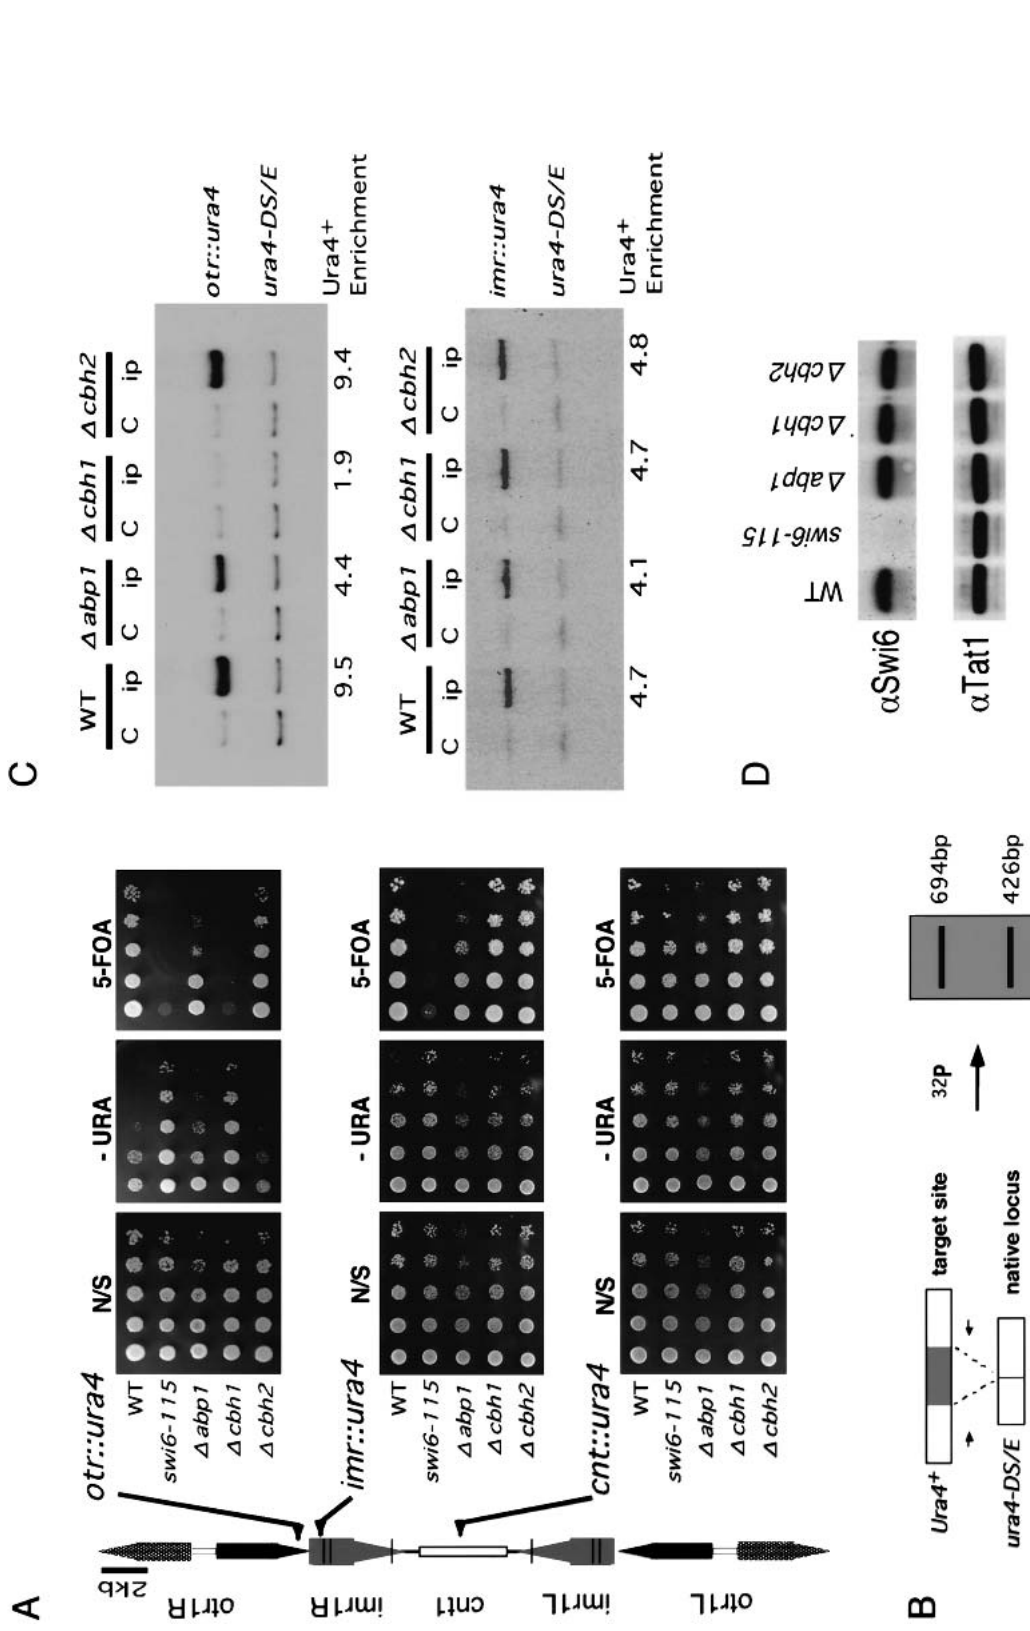 A
2kb
otr1R
imr1R
cnt1
imr1L
otr1L
otr::ura4
N/S
- URA
5-FOA
WT
swi6-115
Δabp1
Δcbh1
Δcbh2
imr::ura4
N/S
- URA
5-FOA
WT
swi6-115
Δabp1
Δcbh1
Δcbh2
cnt::ura4
N/S
- URA
5-FOA
WT
swi6-115
Δabp1
Δcbh1
Δcbh2
B
Ura4+
target site
ura4-DS/E
native locus
32P
694bp
426bp
C
WT Δabp1 Δcbh1 Δcbh2
C ip C ip C ip C ip
otr::ura4
ura4-DS/E
9.5 4.4 1.9 9.4 Ura4+
Enrichment
WT Δabp1 Δcbh1 Δcbh2
C ip C ip C ip C ip
imr::ura4
ura4-DS/E
4.7 4.1 4.7 4.8 Ura4+
Enrichment
D
WT
swi6-115
Δabp1
Δcbh1
Δcbh2
αSwi6
αTat1